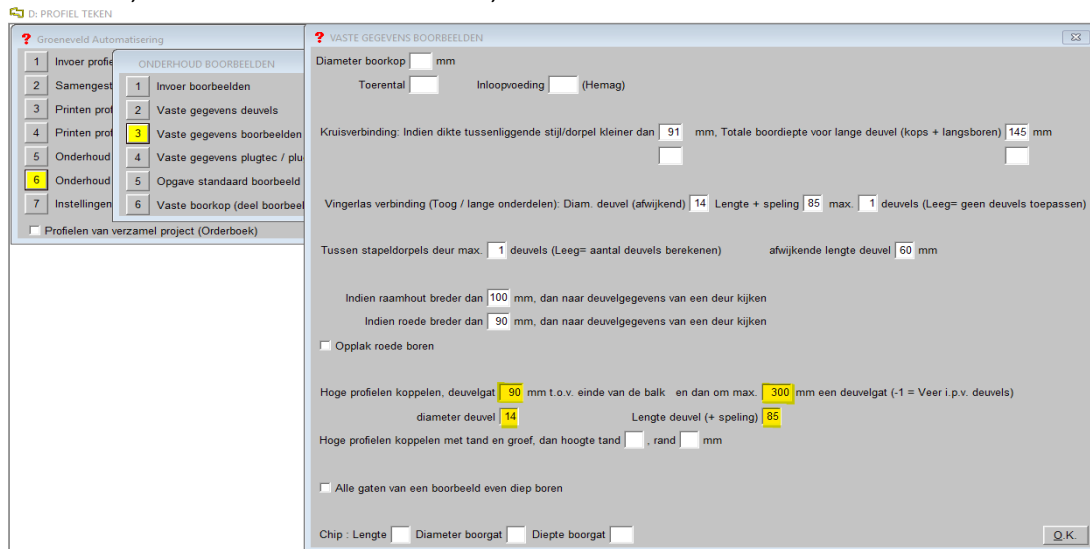 D: PROFIEL TEKEN
? Groeneveld Automatisering
1 Invoer profie
2 Samengest
3 Printen prof
4 Printen prof
5 Onderhoud
6 Onderhoud
7 Instellingen
Profielen van verzamel project (Orderboek)
ONDERHOUD BOORBEELDEN
1 Invoer boorbeelden
2 Vaste gegevens deuvels
3 Vaste gegevens boorbeelden
4 Vaste gegevens plugtec / plu
5 Opgave standaard boorbeeld
6 Vaste boorkop (deel boorbeel
? VASTE GEGEVENS BOORBEELDEN
Diameter boorkop mm
Toerental Inloopvoeding (Hemag)
Kruisverbinding: Indien dikte tussenliggende stijl/dorpel kleiner dan 91 mm, Totale boordiepte voor lange deuvel (kops + langsboren) 145 mm
Vingerlas verbinding (Toog / lange onderdelen): Diam. deuvel (afwijkend) 14 Lengte + speling 85 max. 1 deuvels (Leeg= geen deuvels toepassen)
Tussen stapeldorpels deur max. 1 deuvels (Leeg= aantal deuvels berekenen) afwijkende lengte deuvel 60 mm
Indien raamhout breder dan 100 mm, dan naar deuvelgegevens van een deur kijken
Indien roede breder dan 90 mm, dan naar deuvelgegevens van een deur kijken
Opplak roede boren
Hoge profielen koppelen, deuvelgat 90 mm t.o.v. einde van de balk en dan om max. 300 mm een deuvelgat (-1 = Veer i.p.v. deuvels)
diameter deuvel 14 Lengte deuvel (+ speling) 85
Hoge profielen koppelen met tand en groef, dan hoogte tand , rand mm
Alle gaten van een boorbeeld even diep boren
Chip : Lengte Diameter boorgat Diepte boorgat
O.K.